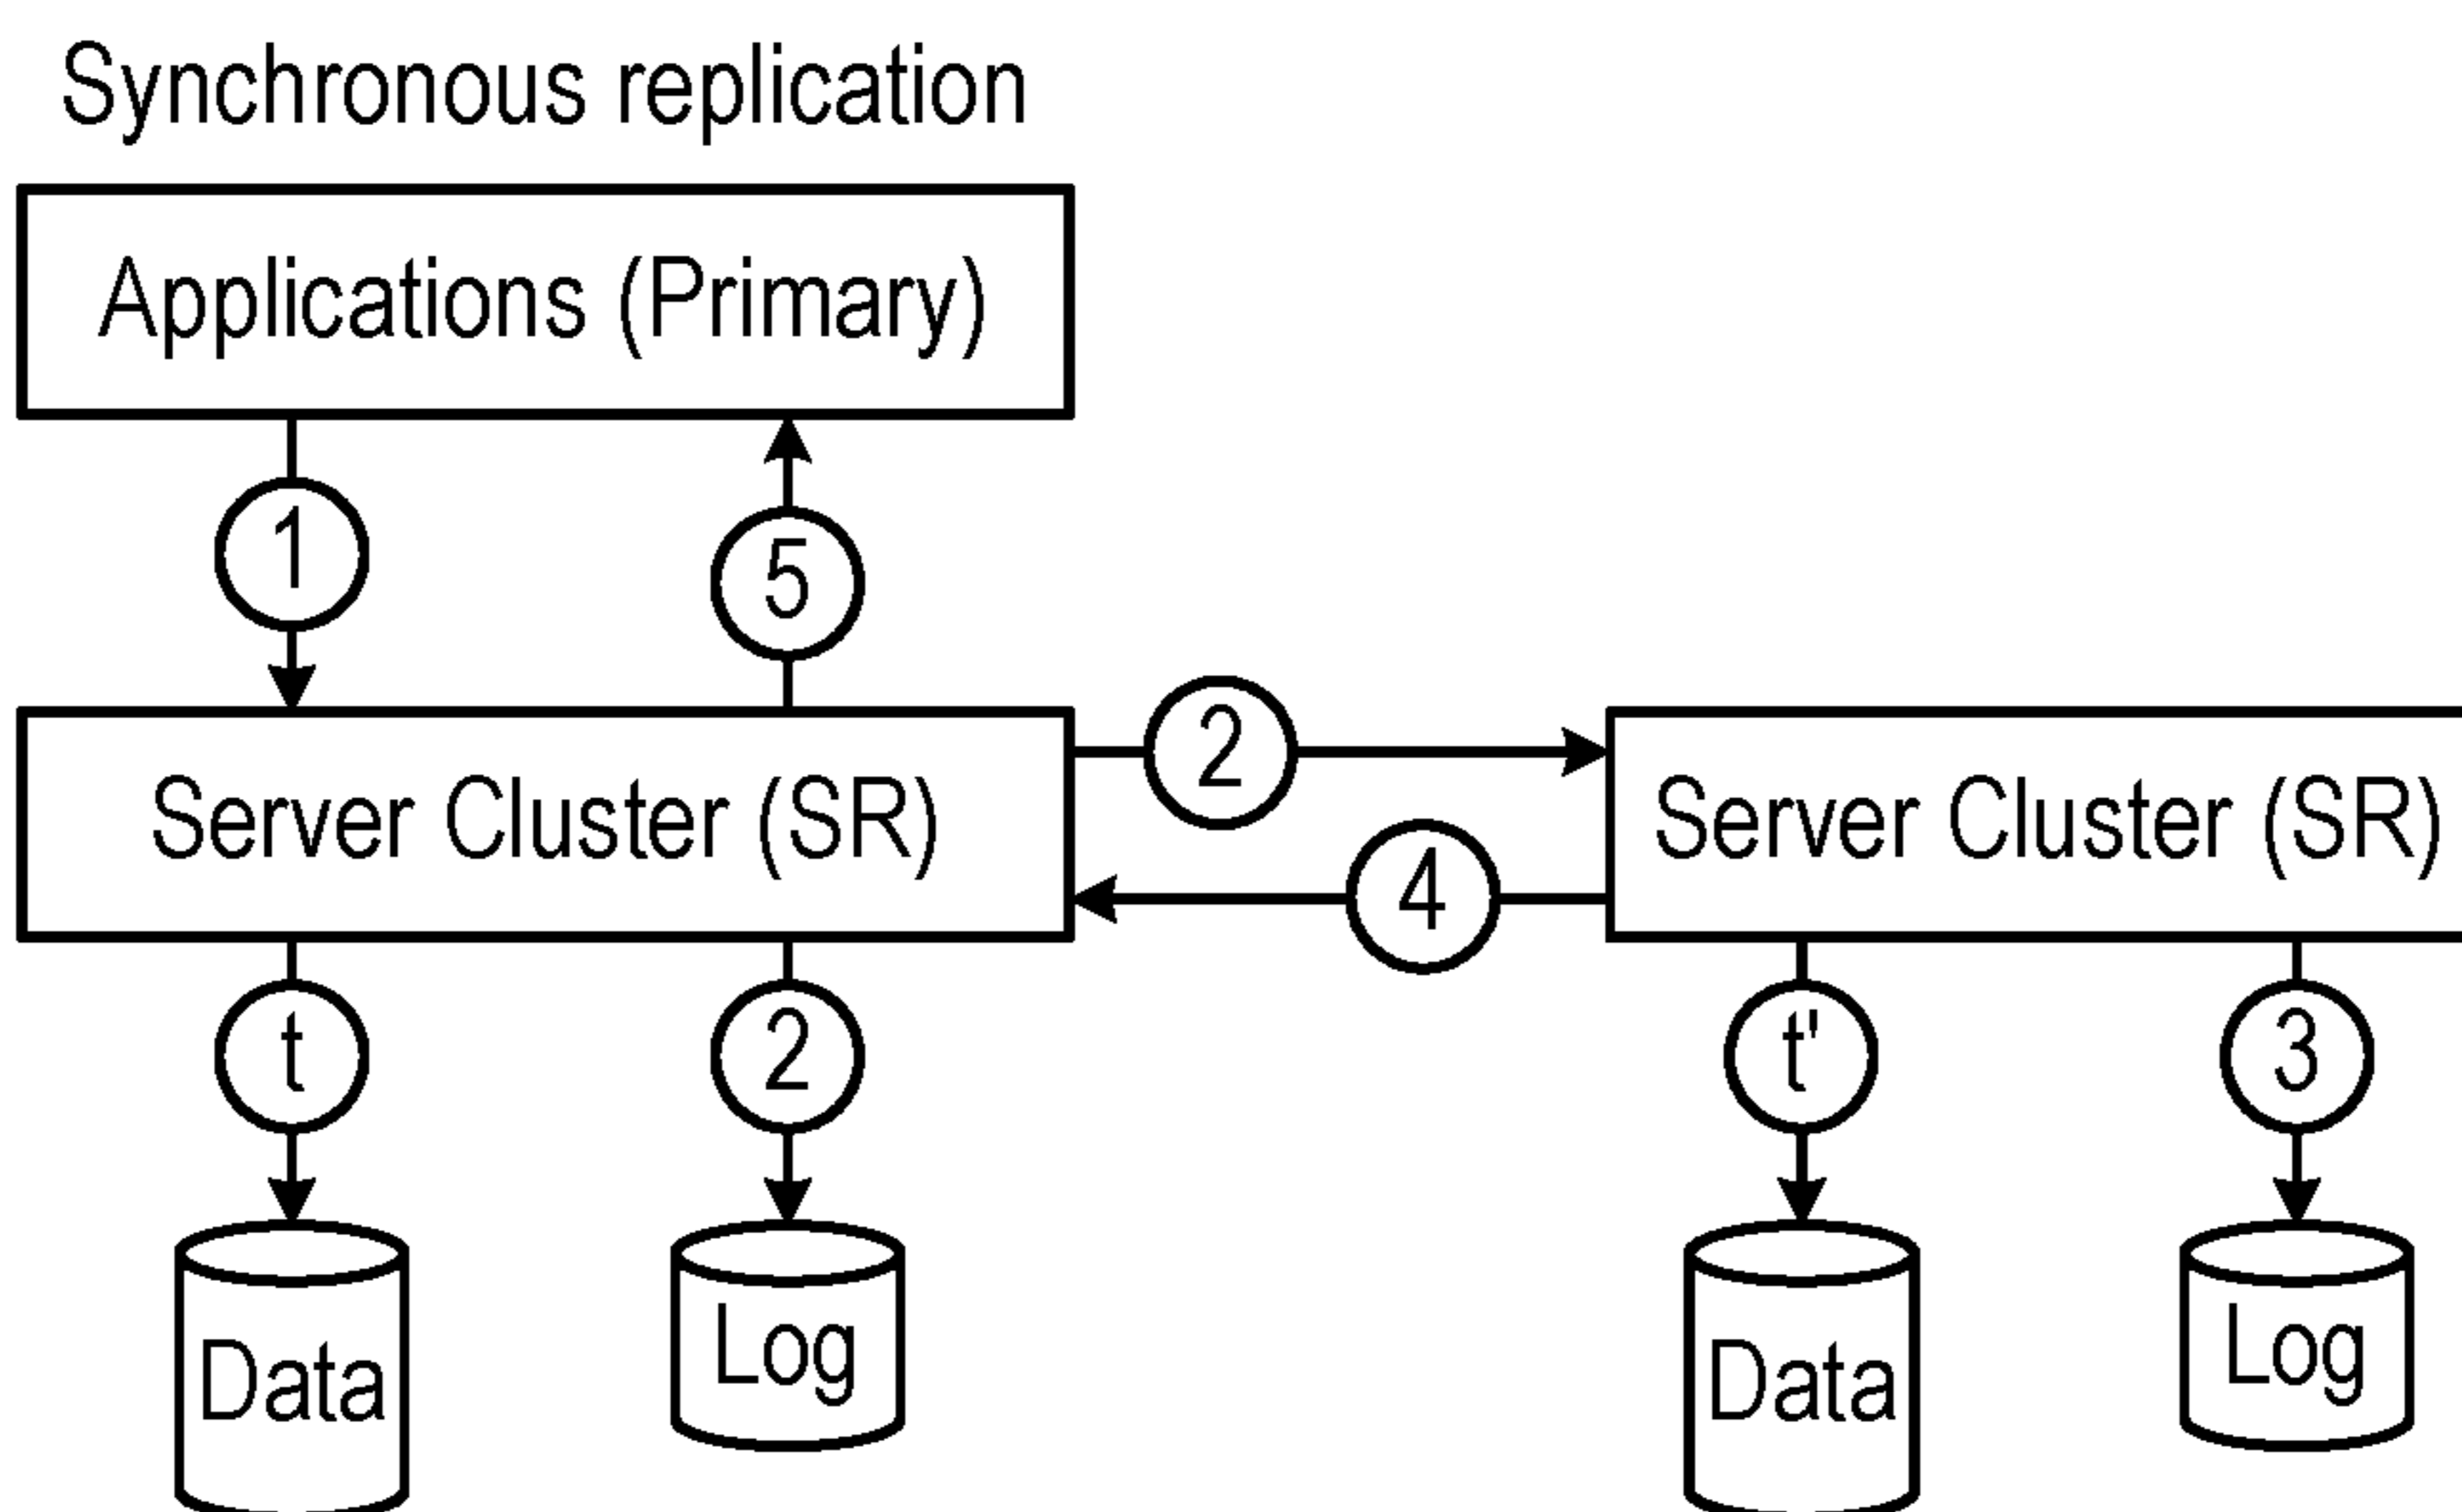 Synchronous replication
Applications (Primary)
1
5
2
Server Cluster (SR)
Server Cluster (SR)
4
t
2
t'
3
Data
Log
Data
Log